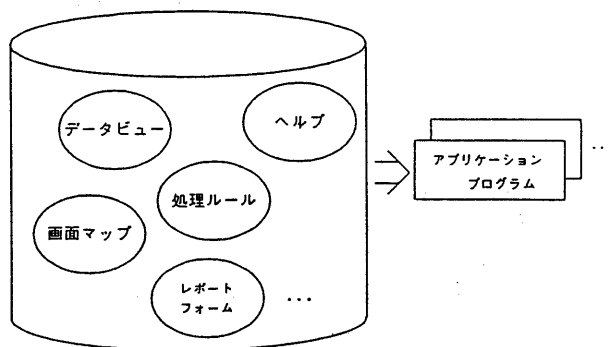 データビュー
ヘルプ
処理ルール
画面マップ
レポート
フォーム
...
アプリケーション
プログラム
..